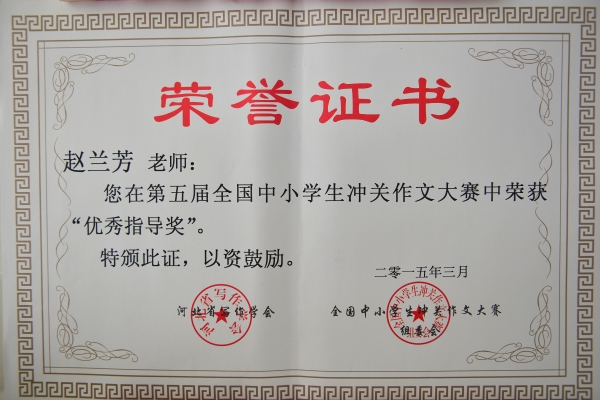 荣誉证书
赵兰芳 老师：
您在第五届全国中小学生冲关作文大赛中荣获
“优秀指导奖”。
特颁此证，以资鼓励。
二零一五年三月
河北省写作学会
全国中小学生冲关作文大赛
组委会